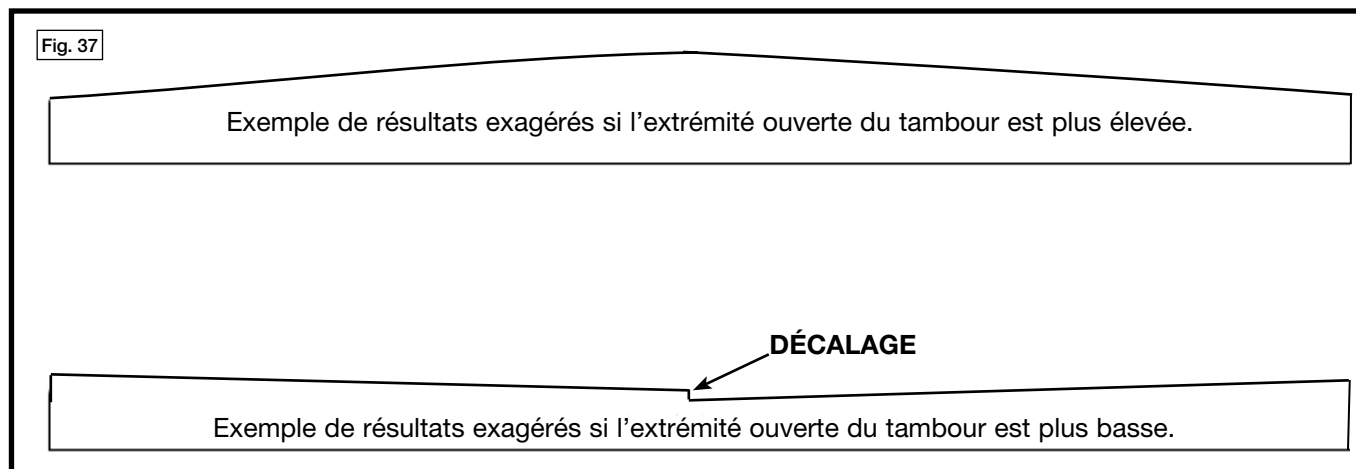 Fig. 37
Exemple de résultats exagérés si l'extrémité ouverte du tambour est plus élevée.
DÉCALAGE
Exemple de résultats exagérés si l'extrémité ouverte du tambour est plus basse.